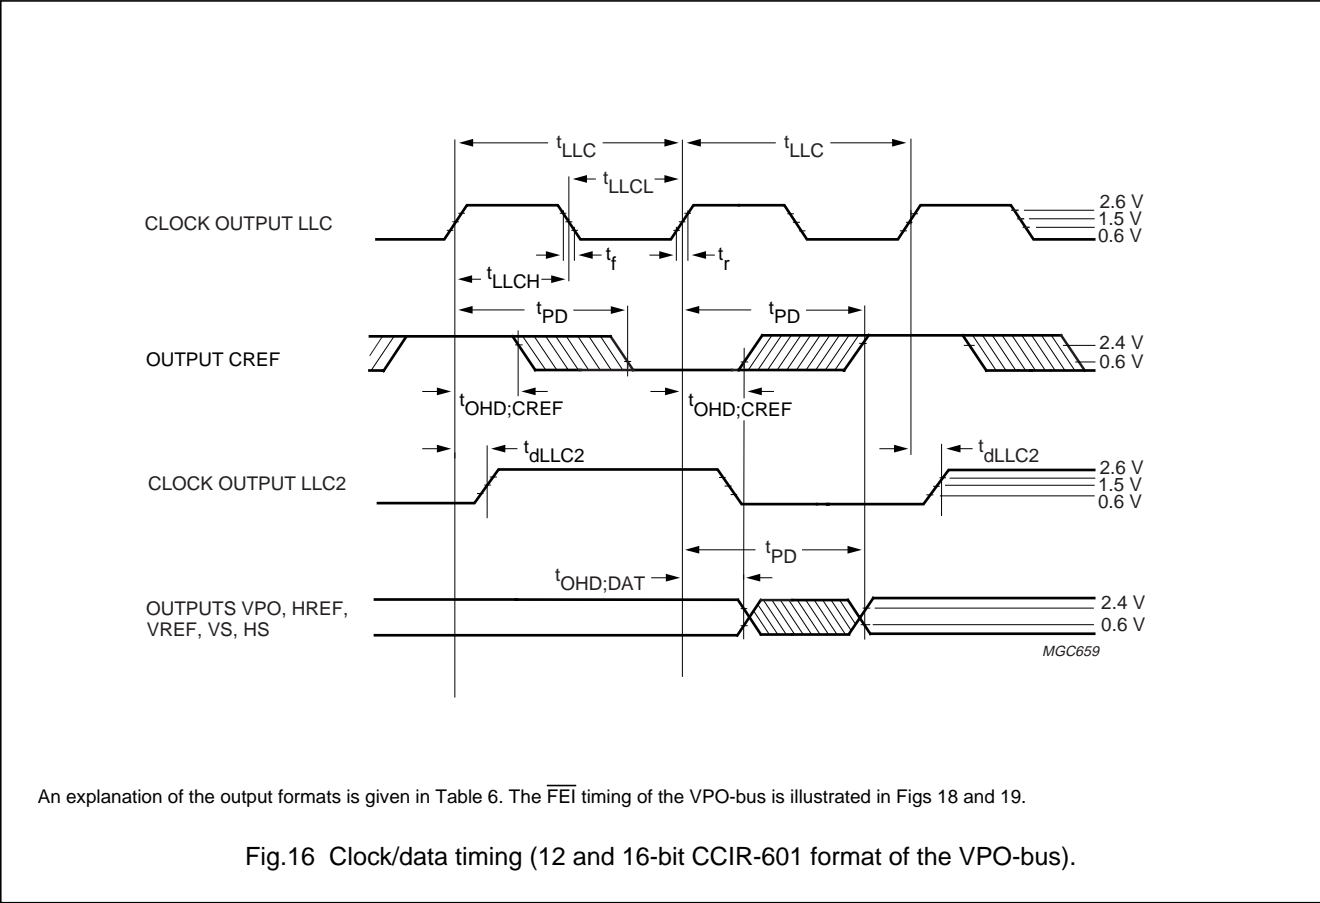 tLLC
tLLC
tLLCL
CLOCK OUTPUT LLC
2.6 V
1.5 V
0.6 V
tf
tr
tLLCH
tPD
tPD
OUTPUT CREF
2.4 V
0.6 V
tOHD;CREF
tOHD;CREF
tdLLC2
tdLLC2
CLOCK OUTPUT LLC2
2.6 V
1.5 V
0.6 V
tPD
tOHD;DAT
OUTPUTS VPO, HREF,
VREF, VS, HS
2.4 V
0.6 V
MGC659
An explanation of the output formats is given in Table 6. The F̅E̅I̅ timing of the VPO-bus is illustrated in Figs 18 and 19.
Fig.16 Clock/data timing (12 and 16-bit CCIR-601 format of the VPO-bus).